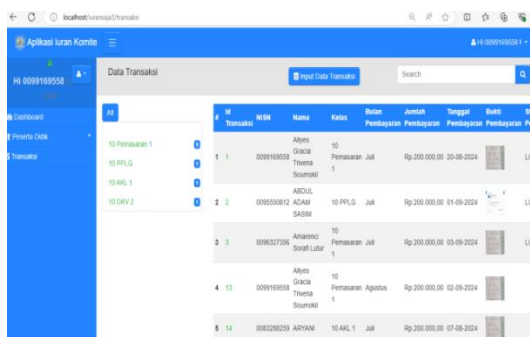 localhost/iuransaja3/transaksi
Aplikasi Iuran Komite
Hi 0099169558 1
Hi 0099169558
Data Transaksi
Input Data Transaksi
Search
Dashboard
Peserta Didik
Transaksi
All
10 Pemasaran 1
10 PPLG
10 AKL 1
10 DKV 2
# Id Transaksi NISN Nama Kelas Bulan Pembayaran Jumlah Pembayaran Tanggal Pembayaran Bukti Pembayaran
1 1 0099169558 Allyes Gracia Trivena Soumokil 10 Pemasaran 1 Juli Rp.200.000,00 20-08-2024
2 2 0095550812 ABDUL ADAM SASIM 10 PPLG Juli Rp.200.000,00 01-09-2024
3 3 0096327356 Amarenci Sorafi Lutur 10 Pemasaran 1 Juli Rp.200.000,00 03-09-2024
4 13 0099169558 Allyes Gracia Trivena Soumokil 10 Pemasaran 1 Agustus Rp.200.000,00 02-09-2024
5 14 0083288259 ARYANI 10 AKL 1 Juli Rp.200.000,00 07-08-2024